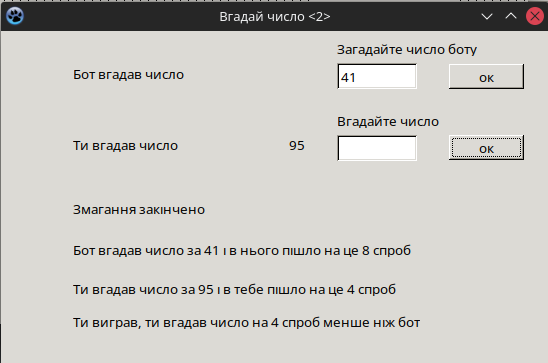 Вгадай число <2>
Загадайте число боту
Бот вгадав число
41
ок
Вгадайте число
Ти вгадав число
95
ок
Змагання закінчено
Бот вгадав число за 41 і в нього пішло на це 8 спроб
Ти вгадав число за 95 і в тебе пішло на це 4 спроб
Ти виграв, ти вгадав число на 4 спроб менше ніж бот